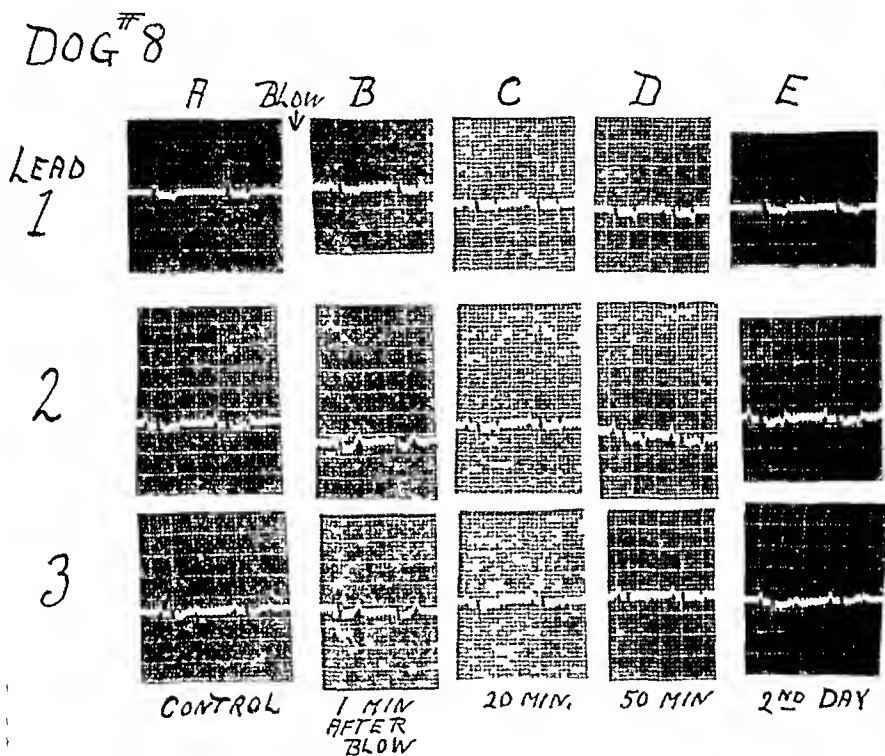 DOG #8
A BLOW B C D E
LEAD
1
2
3
CONTROL 1 MIN 20 MIN. 50 MIN 2ND DAY
AFTER
BLOW